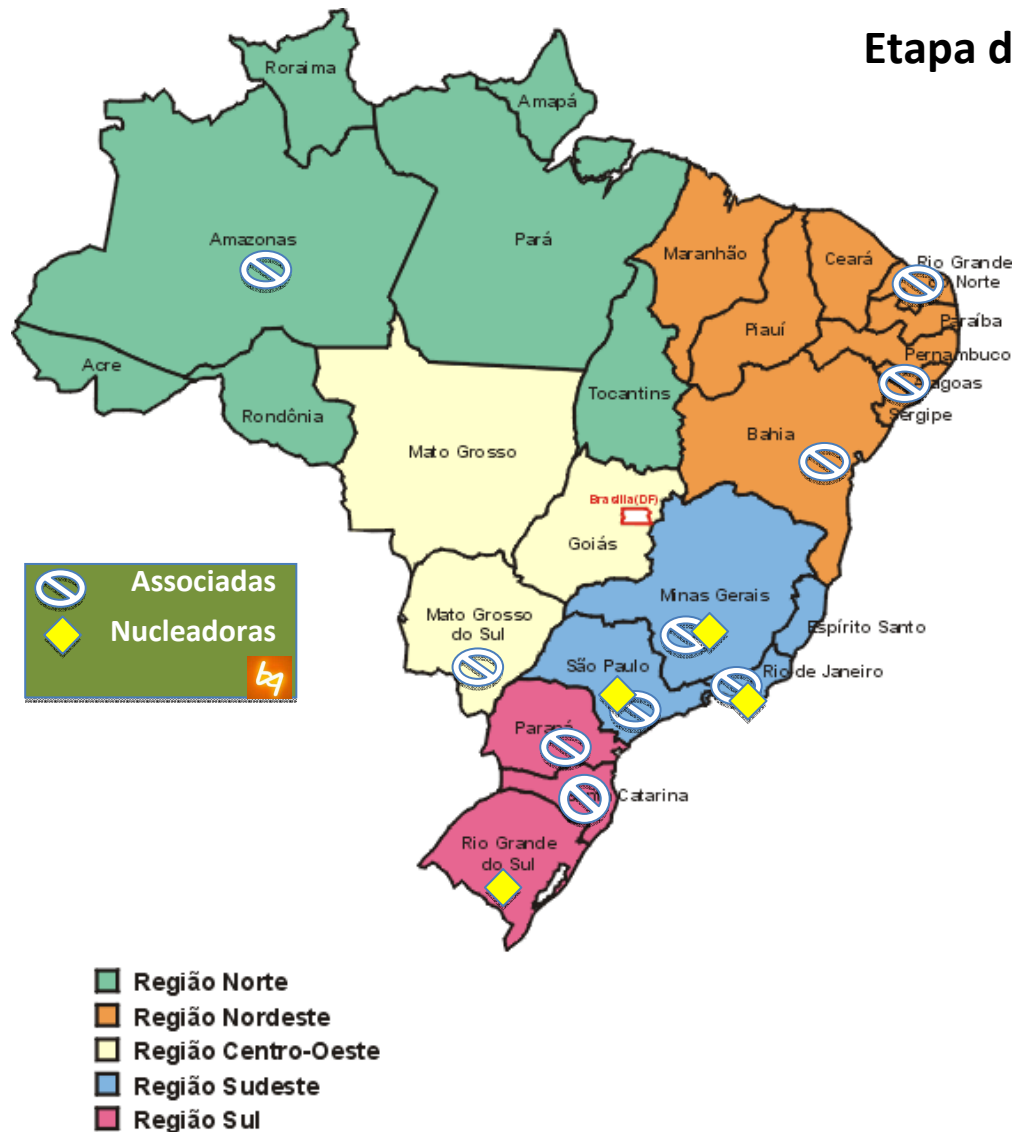 Etapa d
Roraima
Amapá
Amazonas
Pará
Maranhão
Ceará
Rio Grande
do Norte
Piauí
Paraíba
Acre
Pernambuco
Tocantins
Alagoas
Rondônia
Sergipe
Bahia
Mato Grosso
Brasília(DF)
Goiás
Associadas
Nucleadoras
Minas Gerais
Mato Grosso
do Sul
Espírito Santo
São Paulo
Rio de Janeiro
Paraná
Catarina
Rio Grande
do Sul
Região Norte
Região Nordeste
Região Centro-Oeste
Região Sudeste
Região Sul